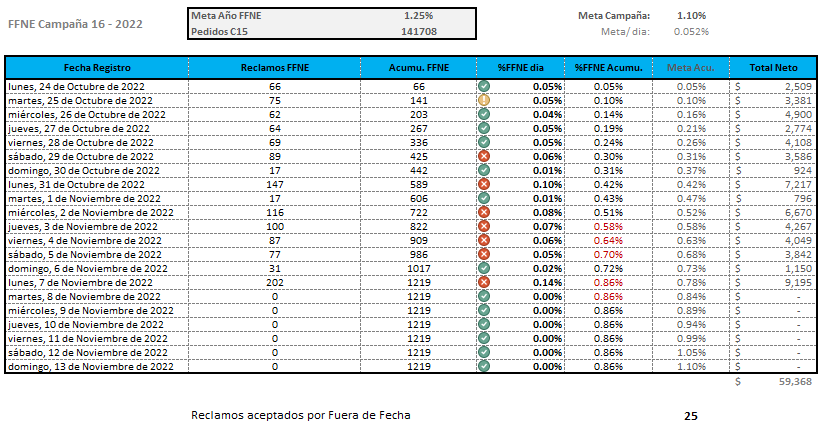 FFNE Campaña 16 - 2022
Meta Año FFNE 1.25% Meta Campaña: 1.10%
Pedidos C15 141708 Meta/ dia: 0.052%
Fecha Registro Reclamos FFNE Acumu. FFNE %FFNE dia %FFNE Acumu. Meta Acu. Total Neto
lunes, 24 de Octubre de 2022 66 66 0.05% 0.05% 0.05% $ 2,509
martes, 25 de Octubre de 2022 75 141 0.05% 0.10% 0.10% $ 3,381
miércoles, 26 de Octubre de 2022 62 203 0.04% 0.14% 0.16% $ 4,900
jueves, 27 de Octubre de 2022 64 267 0.05% 0.19% 0.21% $ 2,774
viernes, 28 de Octubre de 2022 69 336 0.05% 0.24% 0.26% $ 4,108
sábado, 29 de Octubre de 2022 89 425 0.06% 0.30% 0.31% $ 3,586
domingo, 30 de Octubre de 2022 17 442 0.01% 0.31% 0.37% $ 924
lunes, 31 de Octubre de 2022 147 589 0.10% 0.42% 0.42% $ 7,217
martes, 1 de Noviembre de 2022 17 606 0.01% 0.43% 0.47% $ 796
miércoles, 2 de Noviembre de 2022 116 722 0.08% 0.51% 0.52% $ 6,670
jueves, 3 de Noviembre de 2022 100 822 0.07% 0.58% 0.58% $ 4,267
viernes, 4 de Noviembre de 2022 87 909 0.06% 0.64% 0.63% $ 4,049
sábado, 5 de Noviembre de 2022 77 986 0.05% 0.70% 0.68% $ 3,842
domingo, 6 de Noviembre de 2022 31 1017 0.02% 0.72% 0.73% $ 1,150
lunes, 7 de Noviembre de 2022 202 1219 0.14% 0.86% 0.78% $ 9,195
martes, 8 de Noviembre de 2022 0 1219 0.00% 0.86% 0.84% $ -
miércoles, 9 de Noviembre de 2022 0 1219 0.00% 0.86% 0.89% $ -
jueves, 10 de Noviembre de 2022 0 1219 0.00% 0.86% 0.94% $ -
viernes, 11 de Noviembre de 2022 0 1219 0.00% 0.86% 0.99% $ -
sábado, 12 de Noviembre de 2022 0 1219 0.00% 0.86% 1.05% $ -
domingo, 13 de Noviembre de 2022 0 1219 0.00% 0.86% 1.10% $ -
$ 59,368
Reclamos aceptados por Fuera de Fecha 25